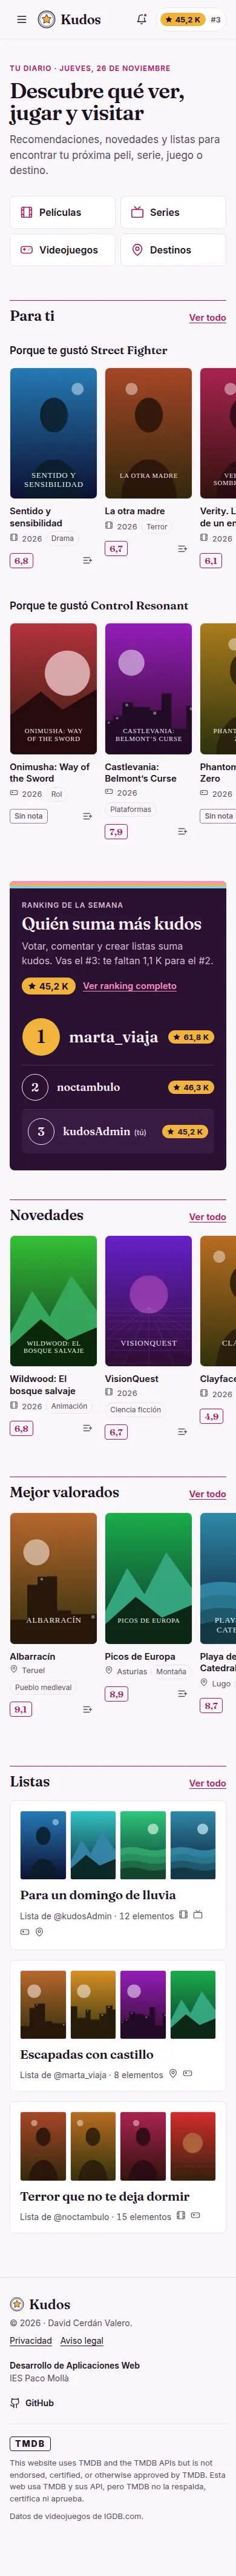 Kudos
45,2 K
#3
TU DIARIO · JUEVES, 26 DE NOVIEMBRE
Descubre qué ver,
jugar y visitar
Recomendaciones, novedades y listas para
encontrar tu próxima peli, serie, juego o
destino.
Películas
Series
Videojuegos
Destinos
Para ti
Ver todo
Porque te gustó Street Fighter
SENTIDO Y
SENSIBILIDAD
LA OTRA MADRE
VER
SOMB
Sentido y
sensibilidad
2026 Drama
6,8
La otra madre
2026 Terror
6,7
Verity. L
de un en
2026
6,1
Porque te gustó Control Resonant
ONIMUSHA: WAY
OF THE SWORD
CASTLEVANIA:
BELMONT'S CURSE
PHANT
Z
Onimusha: Way of
the Sword
2026 Rol
Sin nota
Castlevania:
Belmont's Curse
2026
Plataformas
7,9
Phantom
Zero
2026
Sin nota
RANKING DE LA SEMANA
Quién suma más kudos
Votar, comentar y crear listas suma
kudos. Vas el #3: te faltan 1,1 K para el #2.
45,2 K
Ver ranking completo
1 marta_viaja 61,8 K
2 noctambulo 46,3 K
3 kudosAdmin (tú) 45,2 K
Novedades
Ver todo
WILDWOOD: EL
BOSQUE SALVAJE
VISIONQUEST
CLA
Wildwood: El
bosque salvaje
2026 Animación
6,8
VisionQuest
2026
Ciencia ficción
6,7
Clayface
2026
4,9
Mejor valorados
Ver todo
ALBARRACÍN
PICOS DE EUROPA
PLAY
CATE
Albarracín
Teruel
Pueblo medieval
9,1
Picos de Europa
Asturias Montaña
8,9
Playa de
Catedral
Lugo
8,7
Listas
Ver todo
Para un domingo de lluvia
Lista de @kudosAdmin · 12 elementos
Escapadas con castillo
Lista de @marta_viaja · 8 elementos
Terror que no te deja dormir
Lista de @noctambulo · 15 elementos
Kudos
© 2026 · David Cerdán Valero.
Privacidad Aviso legal
Desarrollo de Aplicaciones Web
IES Paco Mollà
GitHub
TMDB
This website uses TMDB and the TMDB APIs but is not
endorsed, certified, or otherwise approved by TMDB. Esta
web usa TMDB y sus API, pero TMDB no la respalda,
certifica ni aprueba.
Datos de videojuegos de IGDB.com.